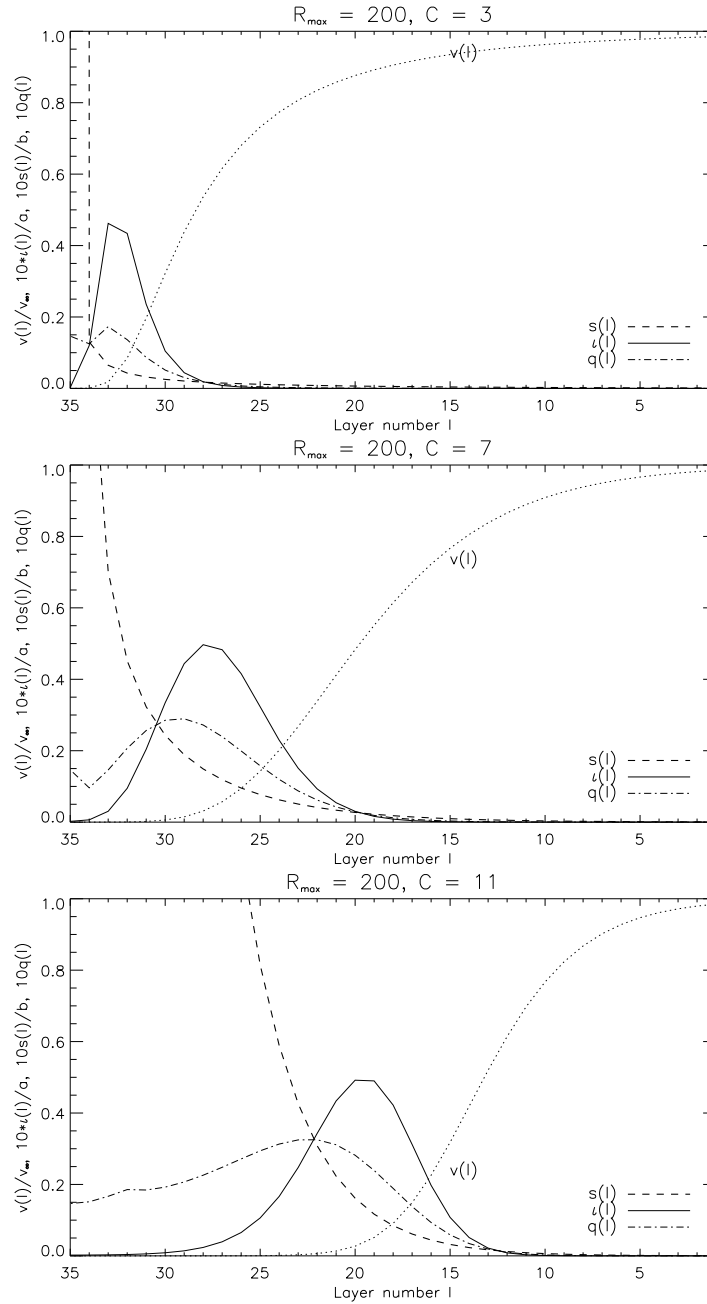 R_max = 200, C = 3
1.0
0.8
0.6
0.4
0.2
0.0
v(l)/v_∞, 10*ι(l)/a, 10s(l)/b, 10q(l)
v(l)
s(l)
ι(l)
q(l)
35 30 25 20 15 10 5
Layer number l
R_max = 200, C = 7
1.0
0.8
0.6
0.4
0.2
0.0
v(l)/v_∞, 10*ι(l)/a, 10s(l)/b, 10q(l)
v(l)
s(l)
ι(l)
q(l)
35 30 25 20 15 10 5
Layer number l
R_max = 200, C = 11
1.0
0.8
0.6
0.4
0.2
0.0
v(l)/v_∞, 10*ι(l)/a, 10s(l)/b, 10q(l)
v(l)
s(l)
ι(l)
q(l)
35 30 25 20 15 10 5
Layer number l